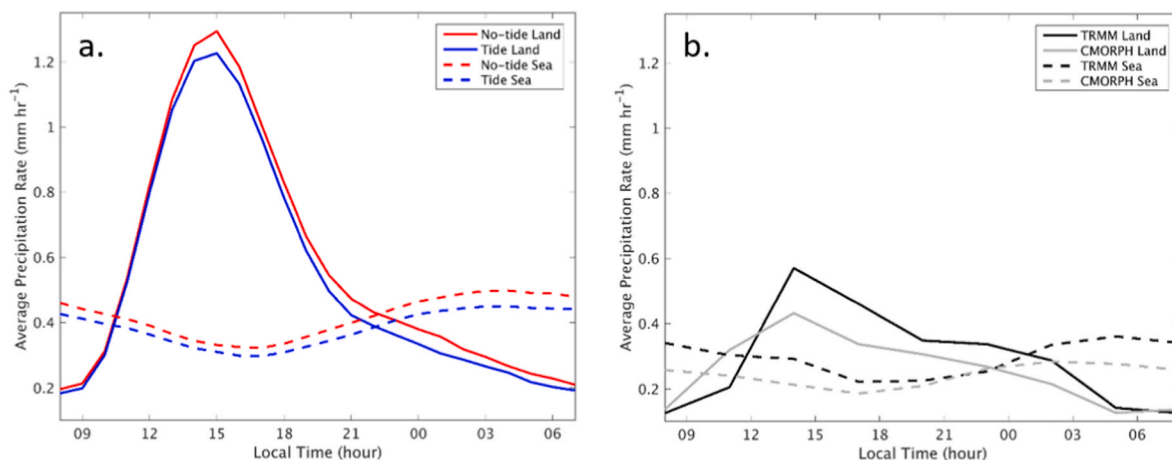 a.
No-tide Land
Tide Land
No-tide Sea
Tide Sea
Average Precipitation Rate (mm hr⁻¹)
1.2
1
0.8
0.6
0.4
0.2
09 12 15 18 21 00 03 06
Local Time (hour)
b.
TRMM Land
CMORPH Land
TRMM Sea
CMORPH Sea
Average Precipitation Rate (mm hr⁻¹)
1.2
1
0.8
0.6
0.4
0.2
09 12 15 18 21 00 03 06
Local Time (hour)